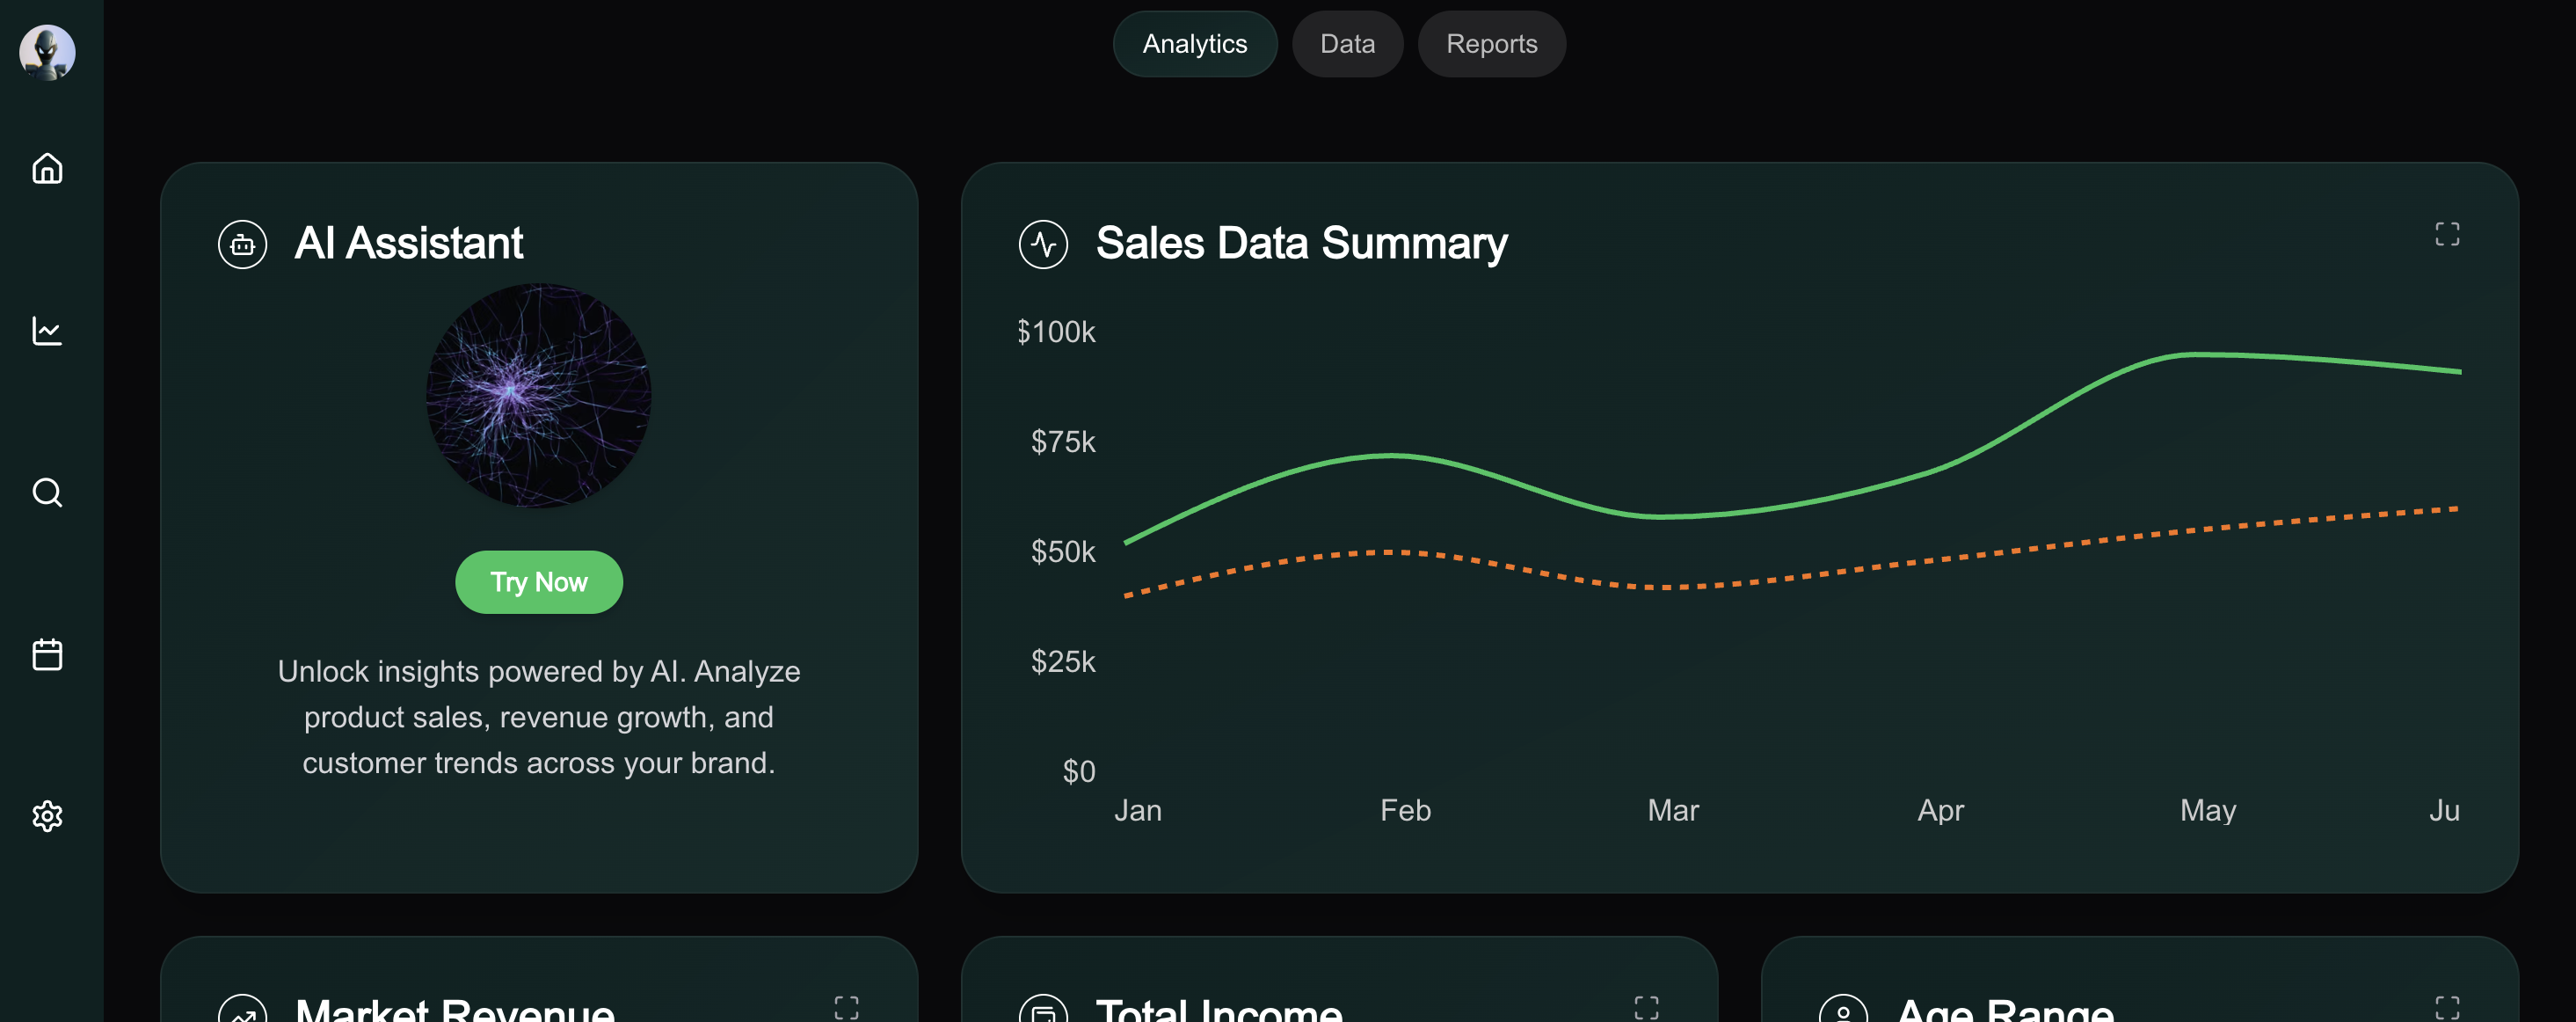 Analytics
Data
Reports
AI Assistant
Try Now
Unlock insights powered by AI. Analyze
product sales, revenue growth, and
customer trends across your brand.
Sales Data Summary
$100k
$75k
$50k
$25k
$0
Jan
Feb
Mar
Apr
May
Ju
Market Revenue
Total Income
Age Range